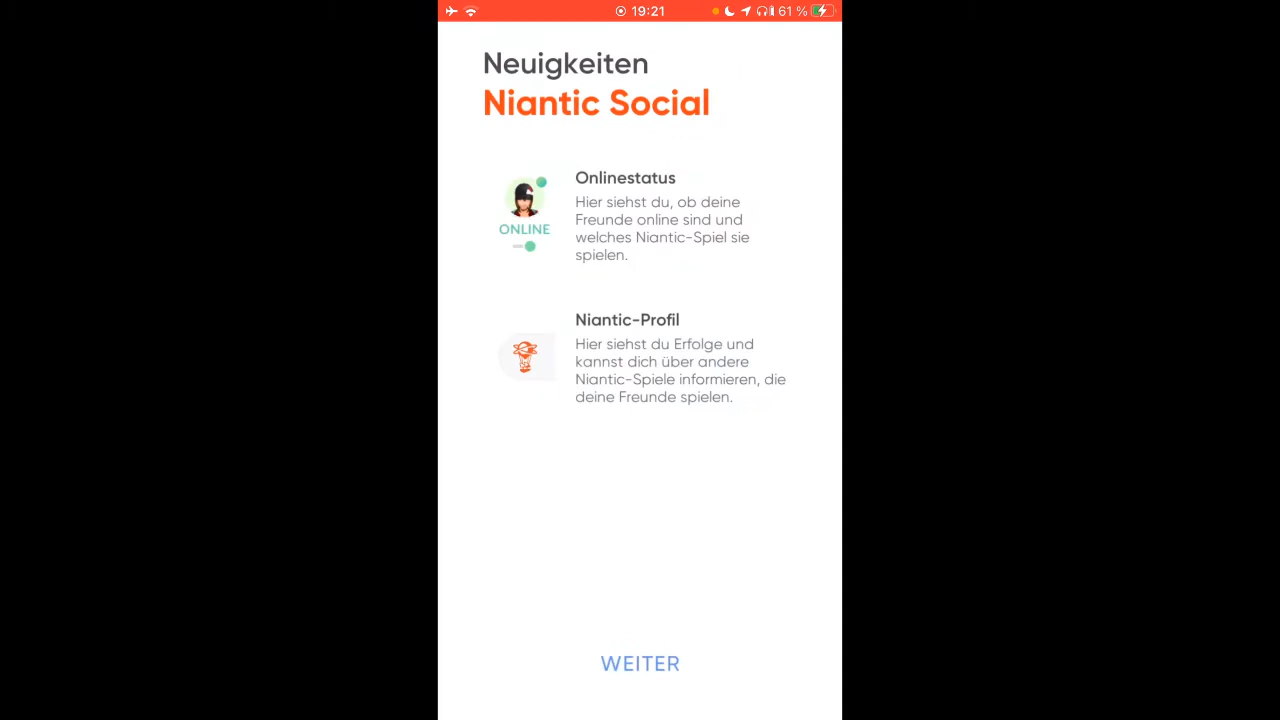 19:21
61 %
Neuigkeiten
Niantic Social
Onlinestatus
Hier siehst du, ob deine
Freunde online sind und
welches Niantic-Spiel sie
spielen.
ONLINE
Niantic-Profil
Hier siehst du Erfolge und
kannst dich über andere
Niantic-Spiele informieren, die
deine Freunde spielen.
WEITER